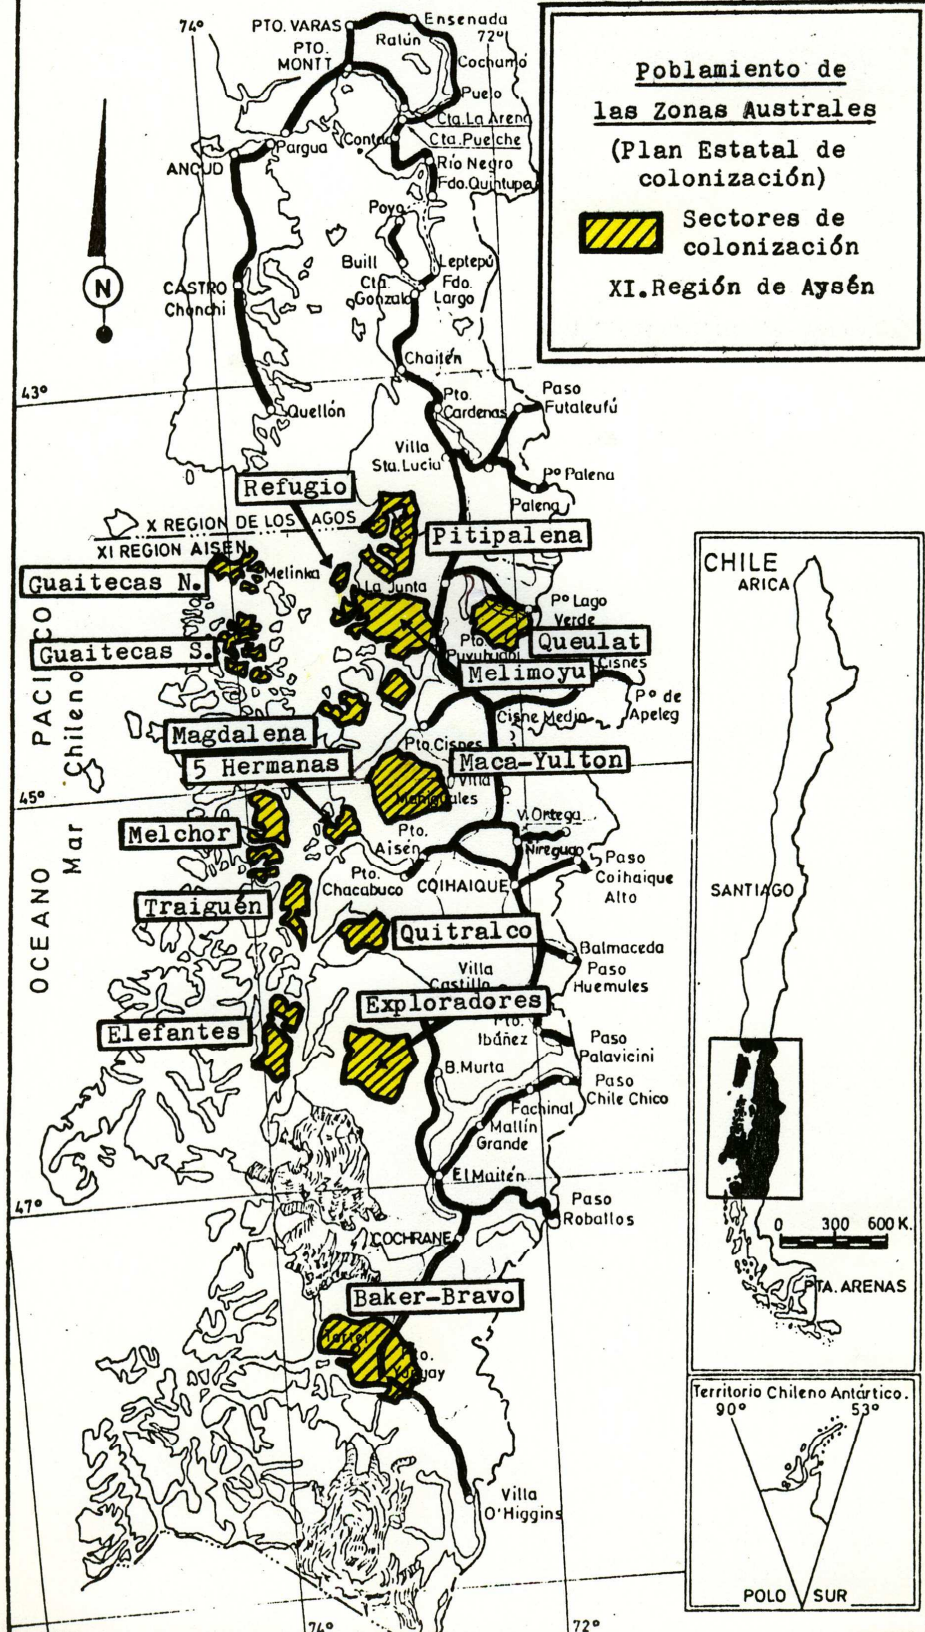 Poblamiento de
las Zonas Australes
(Plan Estatal de
colonización)
Sectores de
colonización
XI.Región de Aysén
74°
72°
PTO. VARAS
Ensenada
PTO.
MONTT
Ralún
Cochamó
Puelo
Cta.La Arena
Cta.Puelche
Contao
Pargua
ANCUD
Río Negro
Fdo.Quintupeu
N
Poyo
Buill
Leptepú
Cta.
Gonzalo
Fdo.
Largo
CASTRO
Chonchi
Chaitén
43°
Quellón
Pto.
Cardenas
Paso
Futaleufú
Villa
Sta.Lucia
Pº Palena
Palena
Refugio
X REGION DE LOS LAGOS
XI REGION AISEN
Pitipalena
Guaitecas N.
Melinka
La Junta
Pº Lago
Verde
Queulat
Guaitecas S.
Pto.
Puyuhuapi
Cisnes
Melimoyu
Pº de
Apeleg
Cisne Medio
Magdalena
Pto.Cisnes
5 Hermanas
Maca-Yulton
Villa
Mañiguales
45°
V.Ortega
Melchor
Pto.
Aisén
Ñireguao
Pto.
Chacabuco
COIHAIQUE
Paso
Coihaique
Alto
Traiguén
Quitralco
Balmaceda
Paso
Huemules
Villa
Castillo
Exploradores
Elefantes
Pto.
Ibáñez
Paso
Palavicini
B.Murta
Paso
Chile Chico
Fachinal
Mallín
Grande
El Maitén
47°
Paso
Roballos
COCHRANE
Baker-Bravo
Tortel
Pto.
Yungay
Villa
O'Higgins
74°
72°
OCEANO PACIFICO
Mar Chileno
CHILE
ARICA
SANTIAGO
0 300 600 K.
PTA. ARENAS
Territorio Chileno Antártico.
90° 53°
POLO SUR